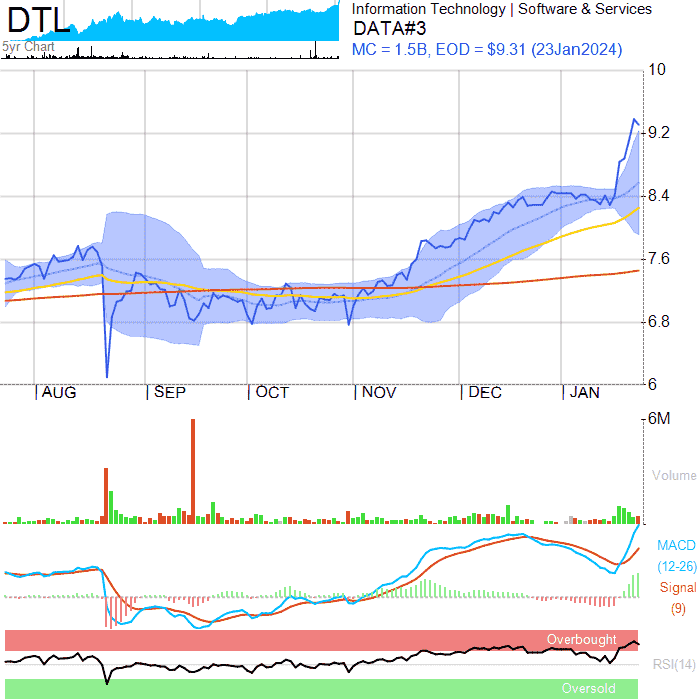 DTL
5yr Chart
Information Technology | Software & Services
DATA#3
MC = 1.5B, EOD = $9.31 (23Jan2024)
10
9.2
8.4
7.6
6.8
6
AUG SEP OCT NOV DEC JAN
6M
Volume
MACD
(12-26)
Signal
(9)
Overbought
RSI(14)
Oversold